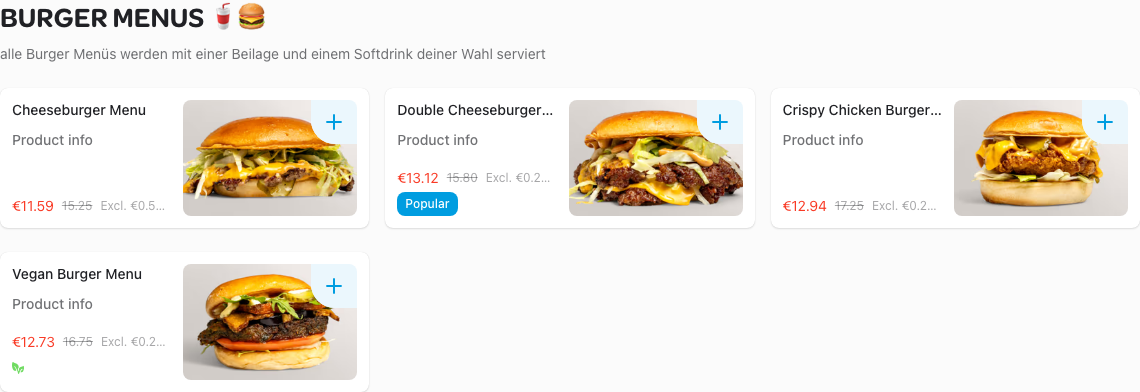 BURGER MENUS 🥤🍔
alle Burger Menüs werden mit einer Beilage und einem Softdrink deiner Wahl serviert
Cheeseburger Menu
Product info
€11.59 15.25 Excl. €0.5...
Double Cheeseburger...
Product info
€13.12 15.80 Excl. €0.2...
Popular
Crispy Chicken Burger...
Product info
€12.94 17.25 Excl. €0.2...
Vegan Burger Menu
Product info
€12.73 16.75 Excl. €0.2...